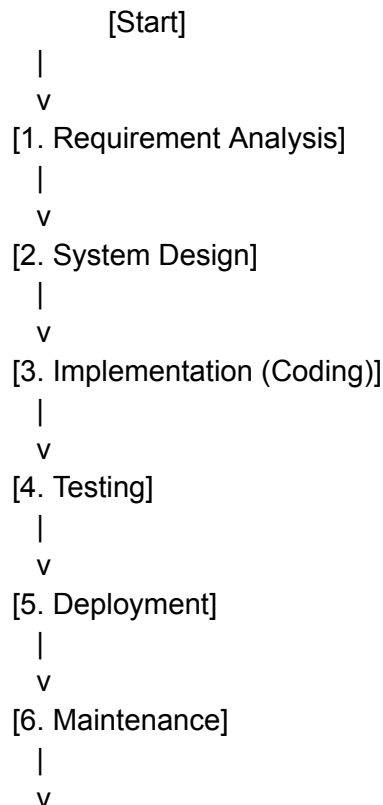 [Start]
|
v
[1. Requirement Analysis]
|
v
[2. System Design]
|
v
[3. Implementation (Coding)]
|
v
[4. Testing]
|
v
[5. Deployment]
|
v
[6. Maintenance]
|
v